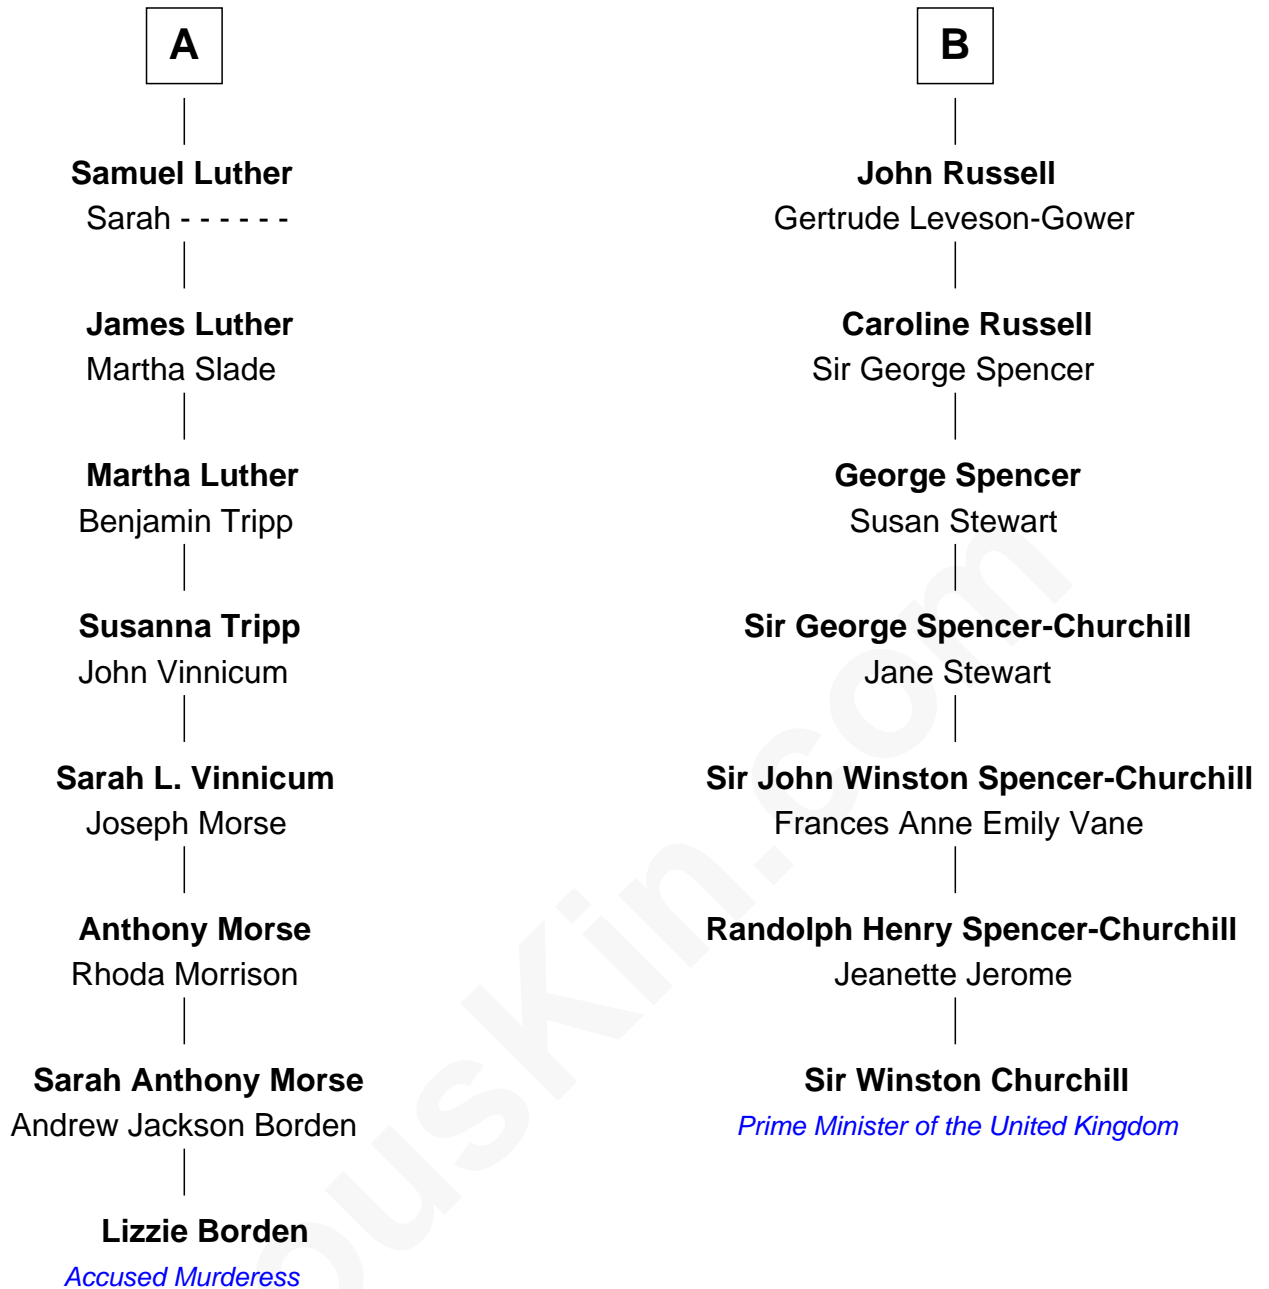 A
Samuel Luther
Sarah - - - - - -
James Luther
Martha Slade
Martha Luther
Benjamin Tripp
Susanna Tripp
John Vinnicum
Sarah L. Vinnicum
Joseph Morse
Anthony Morse
Rhoda Morrison
Sarah Anthony Morse
Andrew Jackson Borden
Lizzie Borden
Accused Murderess
B
John Russell
Gertrude Leveson-Gower
Caroline Russell
Sir George Spencer
George Spencer
Susan Stewart
Sir George Spencer-Churchill
Jane Stewart
Sir John Winston Spencer-Churchill
Frances Anne Emily Vane
Randolph Henry Spencer-Churchill
Jeanette Jerome
Sir Winston Churchill
Prime Minister of the United Kingdom
ousKin.com